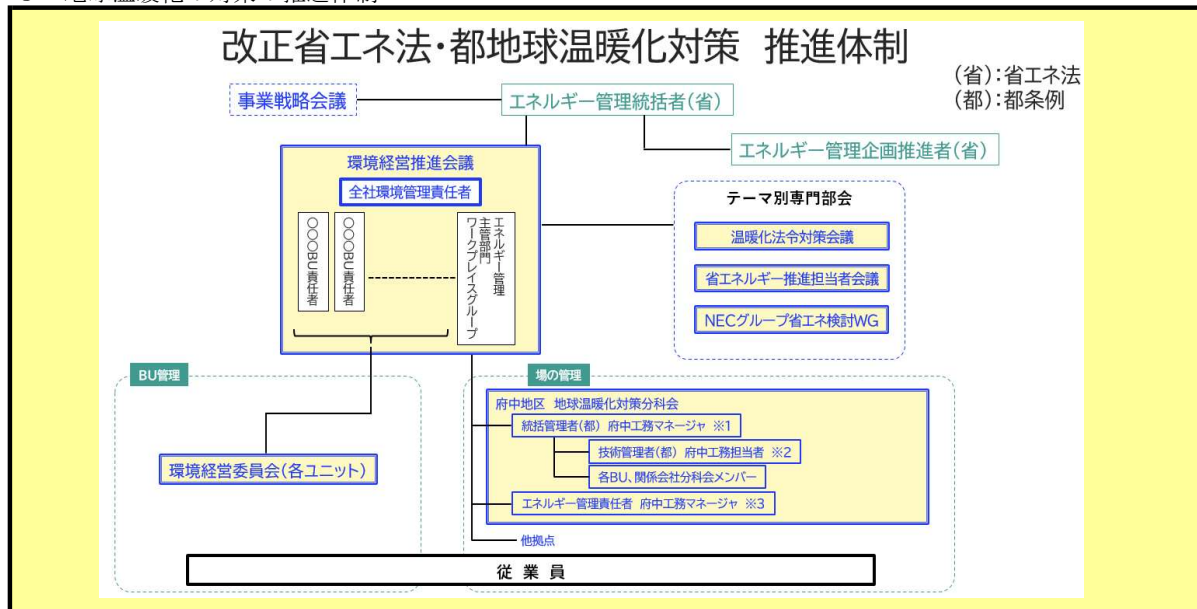 改正省エネ法・都地球温暖化対策 推進体制
(省):省エネ法
(都):都条例
事業戦略会議
エネルギー管理統括者(省)
エネルギー管理企画推進者(省)
環境経営推進会議
全社環境管理責任者
〇〇〇BU責任者
〇〇〇BU責任者
エネルギー管理
主管部門
ワークプレイスグループ
テーマ別専門部会
温暖化法令対策会議
省エネルギー推進担当者会議
NECグループ省エネ検討WG
BU管理
環境経営委員会(各ユニット)
場の管理
府中地区 地球温暖化対策分科会
統括管理者(都) 府中工務マネージャ ※1
技術管理者(都) 府中工務担当者 ※2
各BU、関係会社分科会メンバー
エネルギー管理責任者 府中工務マネージャ ※3
他拠点
従 業 員